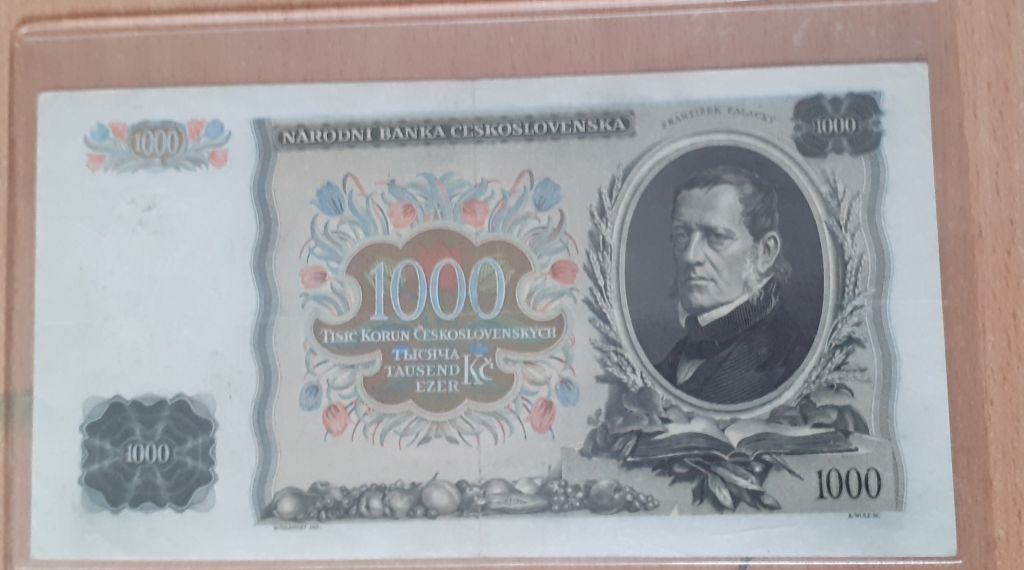 1000
NÁRODNÍ BANKA ČESKOSLOVENSKÁ
FRANTIŠEK PALACKÝ
1000
1000
TISÍC KORUN ČESKOSLOVENSKÝCH
ТЫСЯЧА
TAUSEND
EZER
Kč
1000
1000